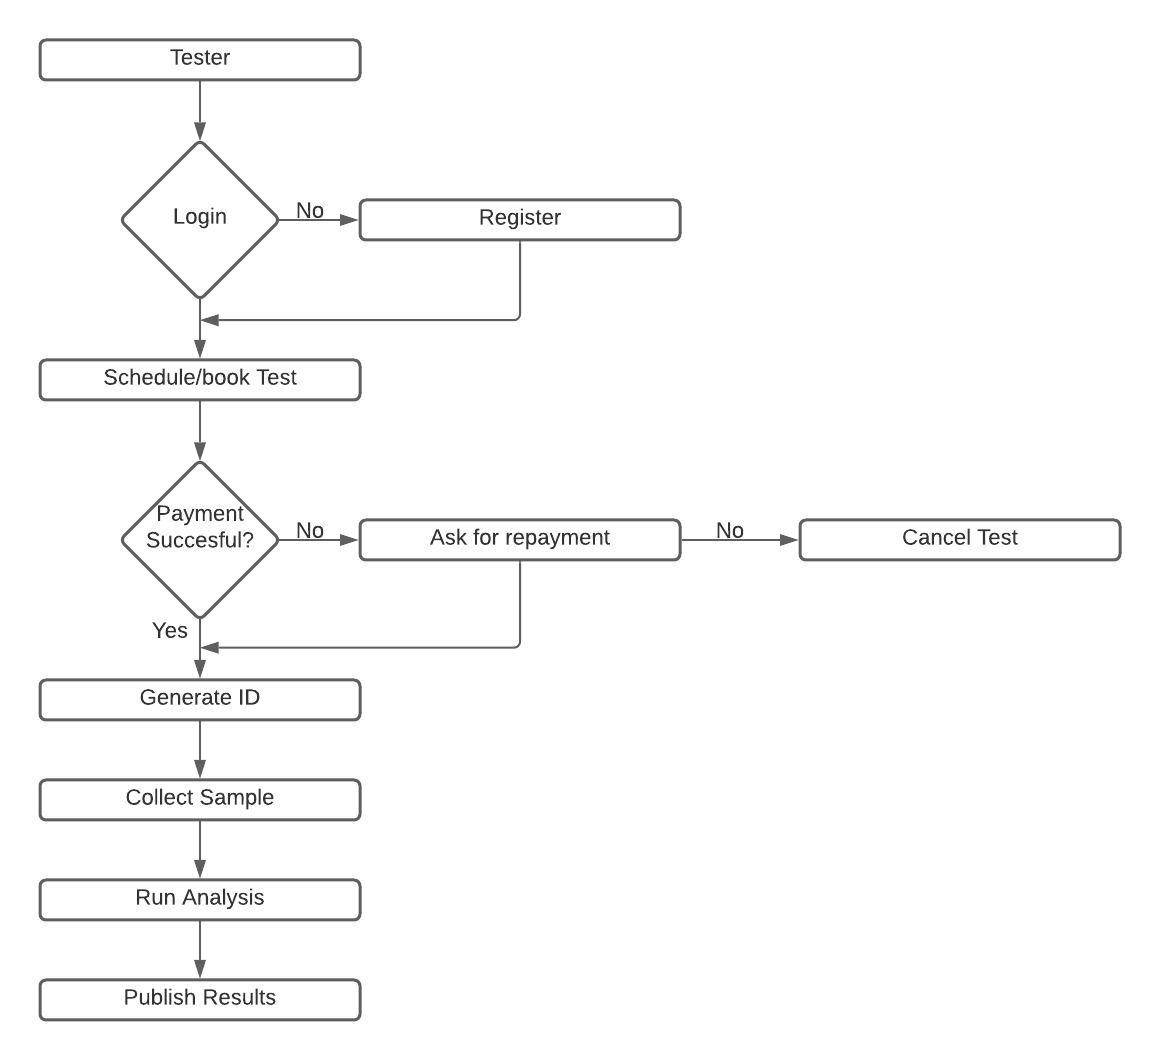 Tester
Login
No
Register
Schedule/book Test
Payment
Succesful?
No
Ask for repayment
No
Cancel Test
Yes
Generate ID
Collect Sample
Run Analysis
Publish Results